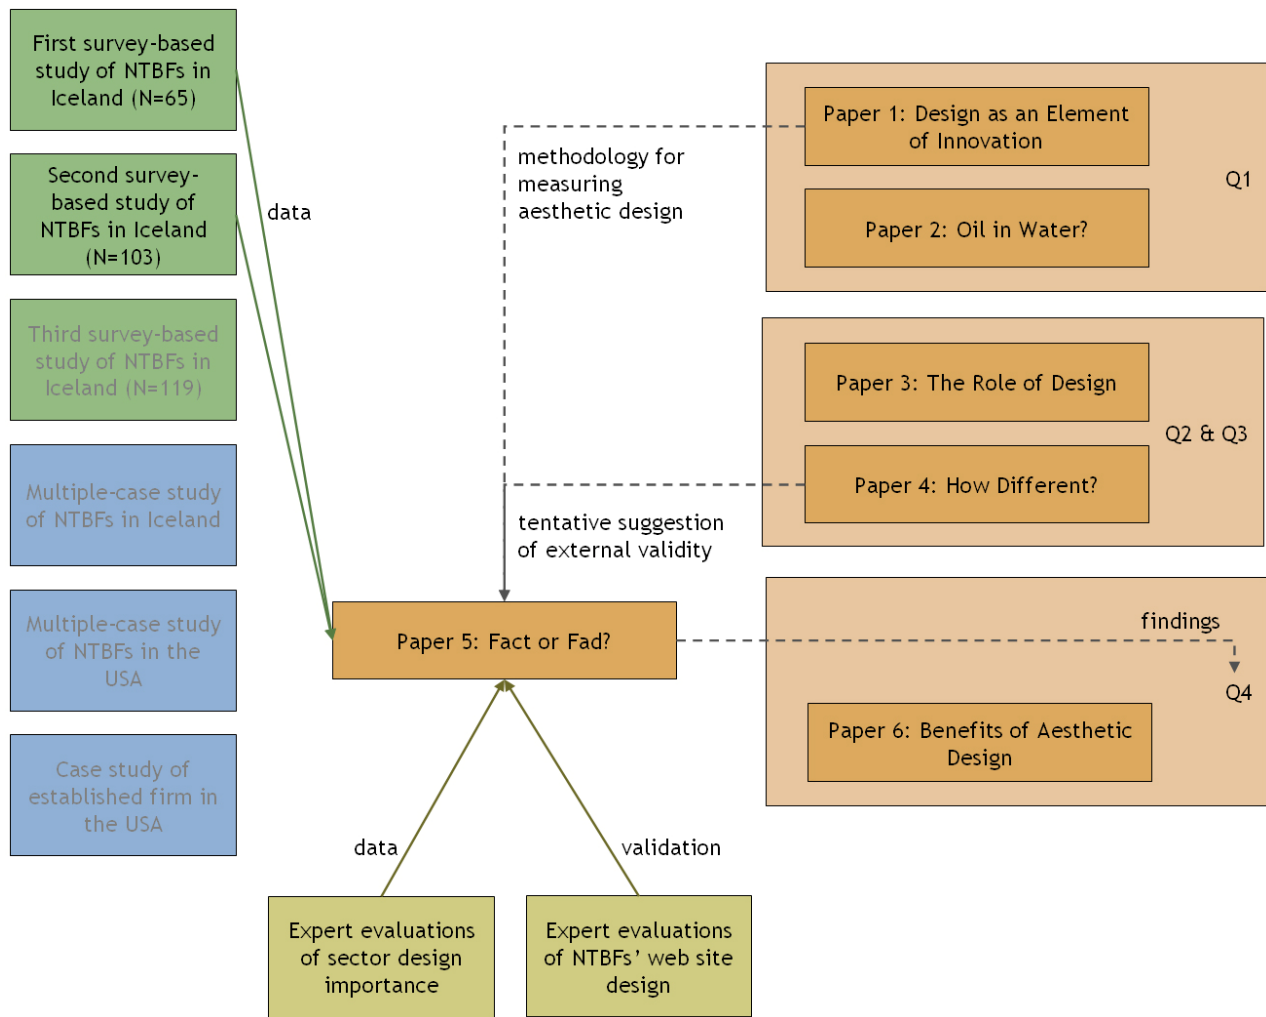 First survey-based
study of NTBFs in
Iceland (N=65)
Second survey-
based study of
NTBFs in Iceland
(N=103)
Third survey-based
study of NTBFs in
Iceland (N=119)
Multiple-case study
of NTBFs in Iceland
Multiple-case study
of NTBFs in the
USA
Case study of
established firm in
the USA
data
methodology for
measuring
aesthetic design
tentative suggestion
of external validity
Paper 5: Fact or Fad?
data
validation
Expert evaluations
of sector design
importance
Expert evaluations
of NTBFs’ web site
design
Paper 1: Design as an Element
of Innovation
Paper 2: Oil in Water?
Q1
Paper 3: The Role of Design
Paper 4: How Different?
Q2 & Q3
findings
Q4
Paper 6: Benefits of Aesthetic
Design